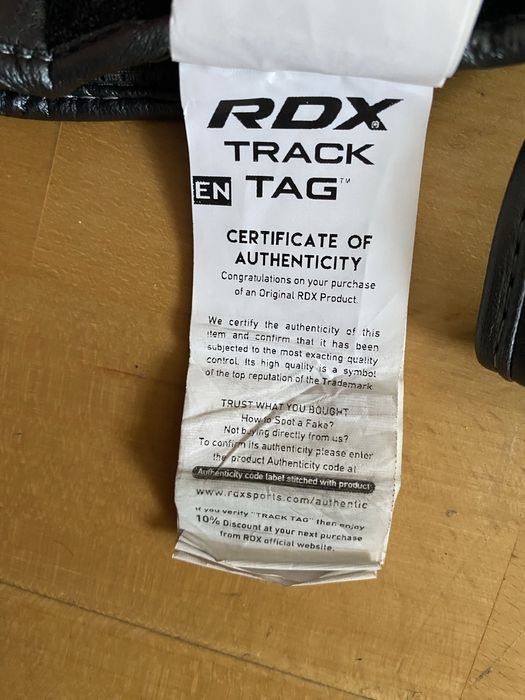 RDX®
TRACK
EN TAG™
CERTIFICATE OF
AUTHENTICITY
Congratulations on your purchase
of an Original RDX Product.
We certify the authenticity of this
item and confirm that it has been
subjected to the most exacting quality
control. Its high quality is a symbol
of the top reputation of the Trademark
TRUST WHAT YOU BOUGHT
How to Spot a Fake?
Not buying directly from us?
To confirm its authenticity please enter
the product Authenticity code at
Authenticity code label stitched with product
www.rdxsports.com/authentic
If you verify "TRACK TAG" then enjoy
10% Discount at your next purchase
from RDX official website.